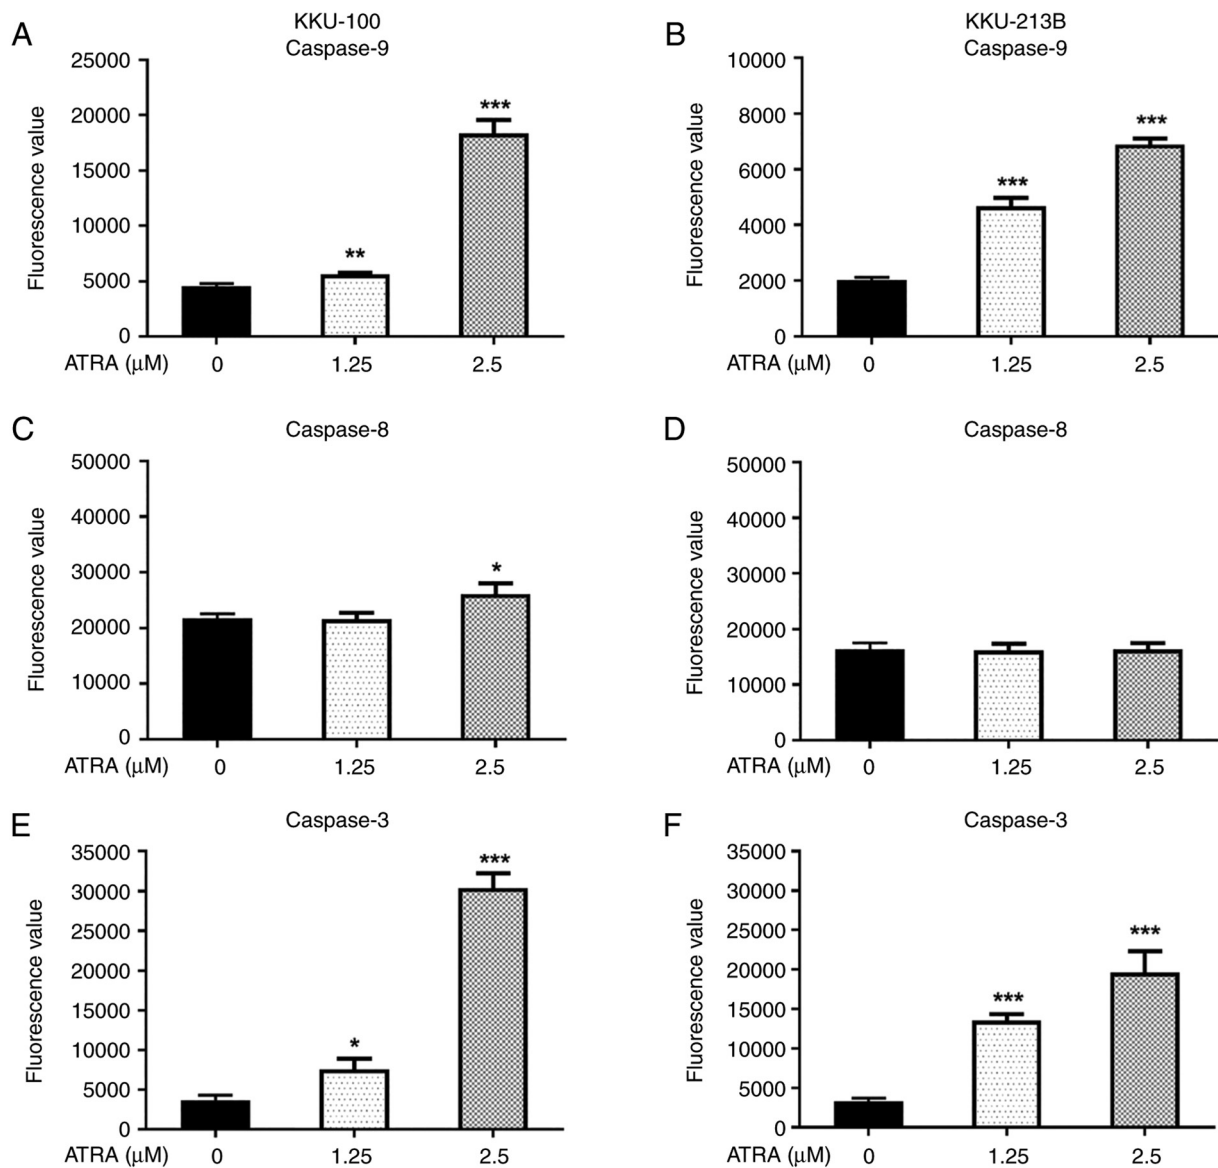 A
KKU-100
Caspase-9
Fluorescence value
25000
20000
15000
10000
5000
0
***
**
ATRA (μM) 0 1.25 2.5
B
KKU-213B
Caspase-9
Fluorescence value
10000
8000
6000
4000
2000
0
***
***
ATRA (μM) 0 1.25 2.5
C
Caspase-8
Fluorescence value
50000
40000
30000
20000
10000
0
*
ATRA (μM) 0 1.25 2.5
D
Caspase-8
Fluorescence value
50000
40000
30000
20000
10000
0
ATRA (μM) 0 1.25 2.5
E
Caspase-3
Fluorescence value
35000
30000
25000
20000
15000
10000
5000
0
***
*
ATRA (μM) 0 1.25 2.5
F
Caspase-3
Fluorescence value
35000
30000
25000
20000
15000
10000
5000
0
***
***
ATRA (μM) 0 1.25 2.5